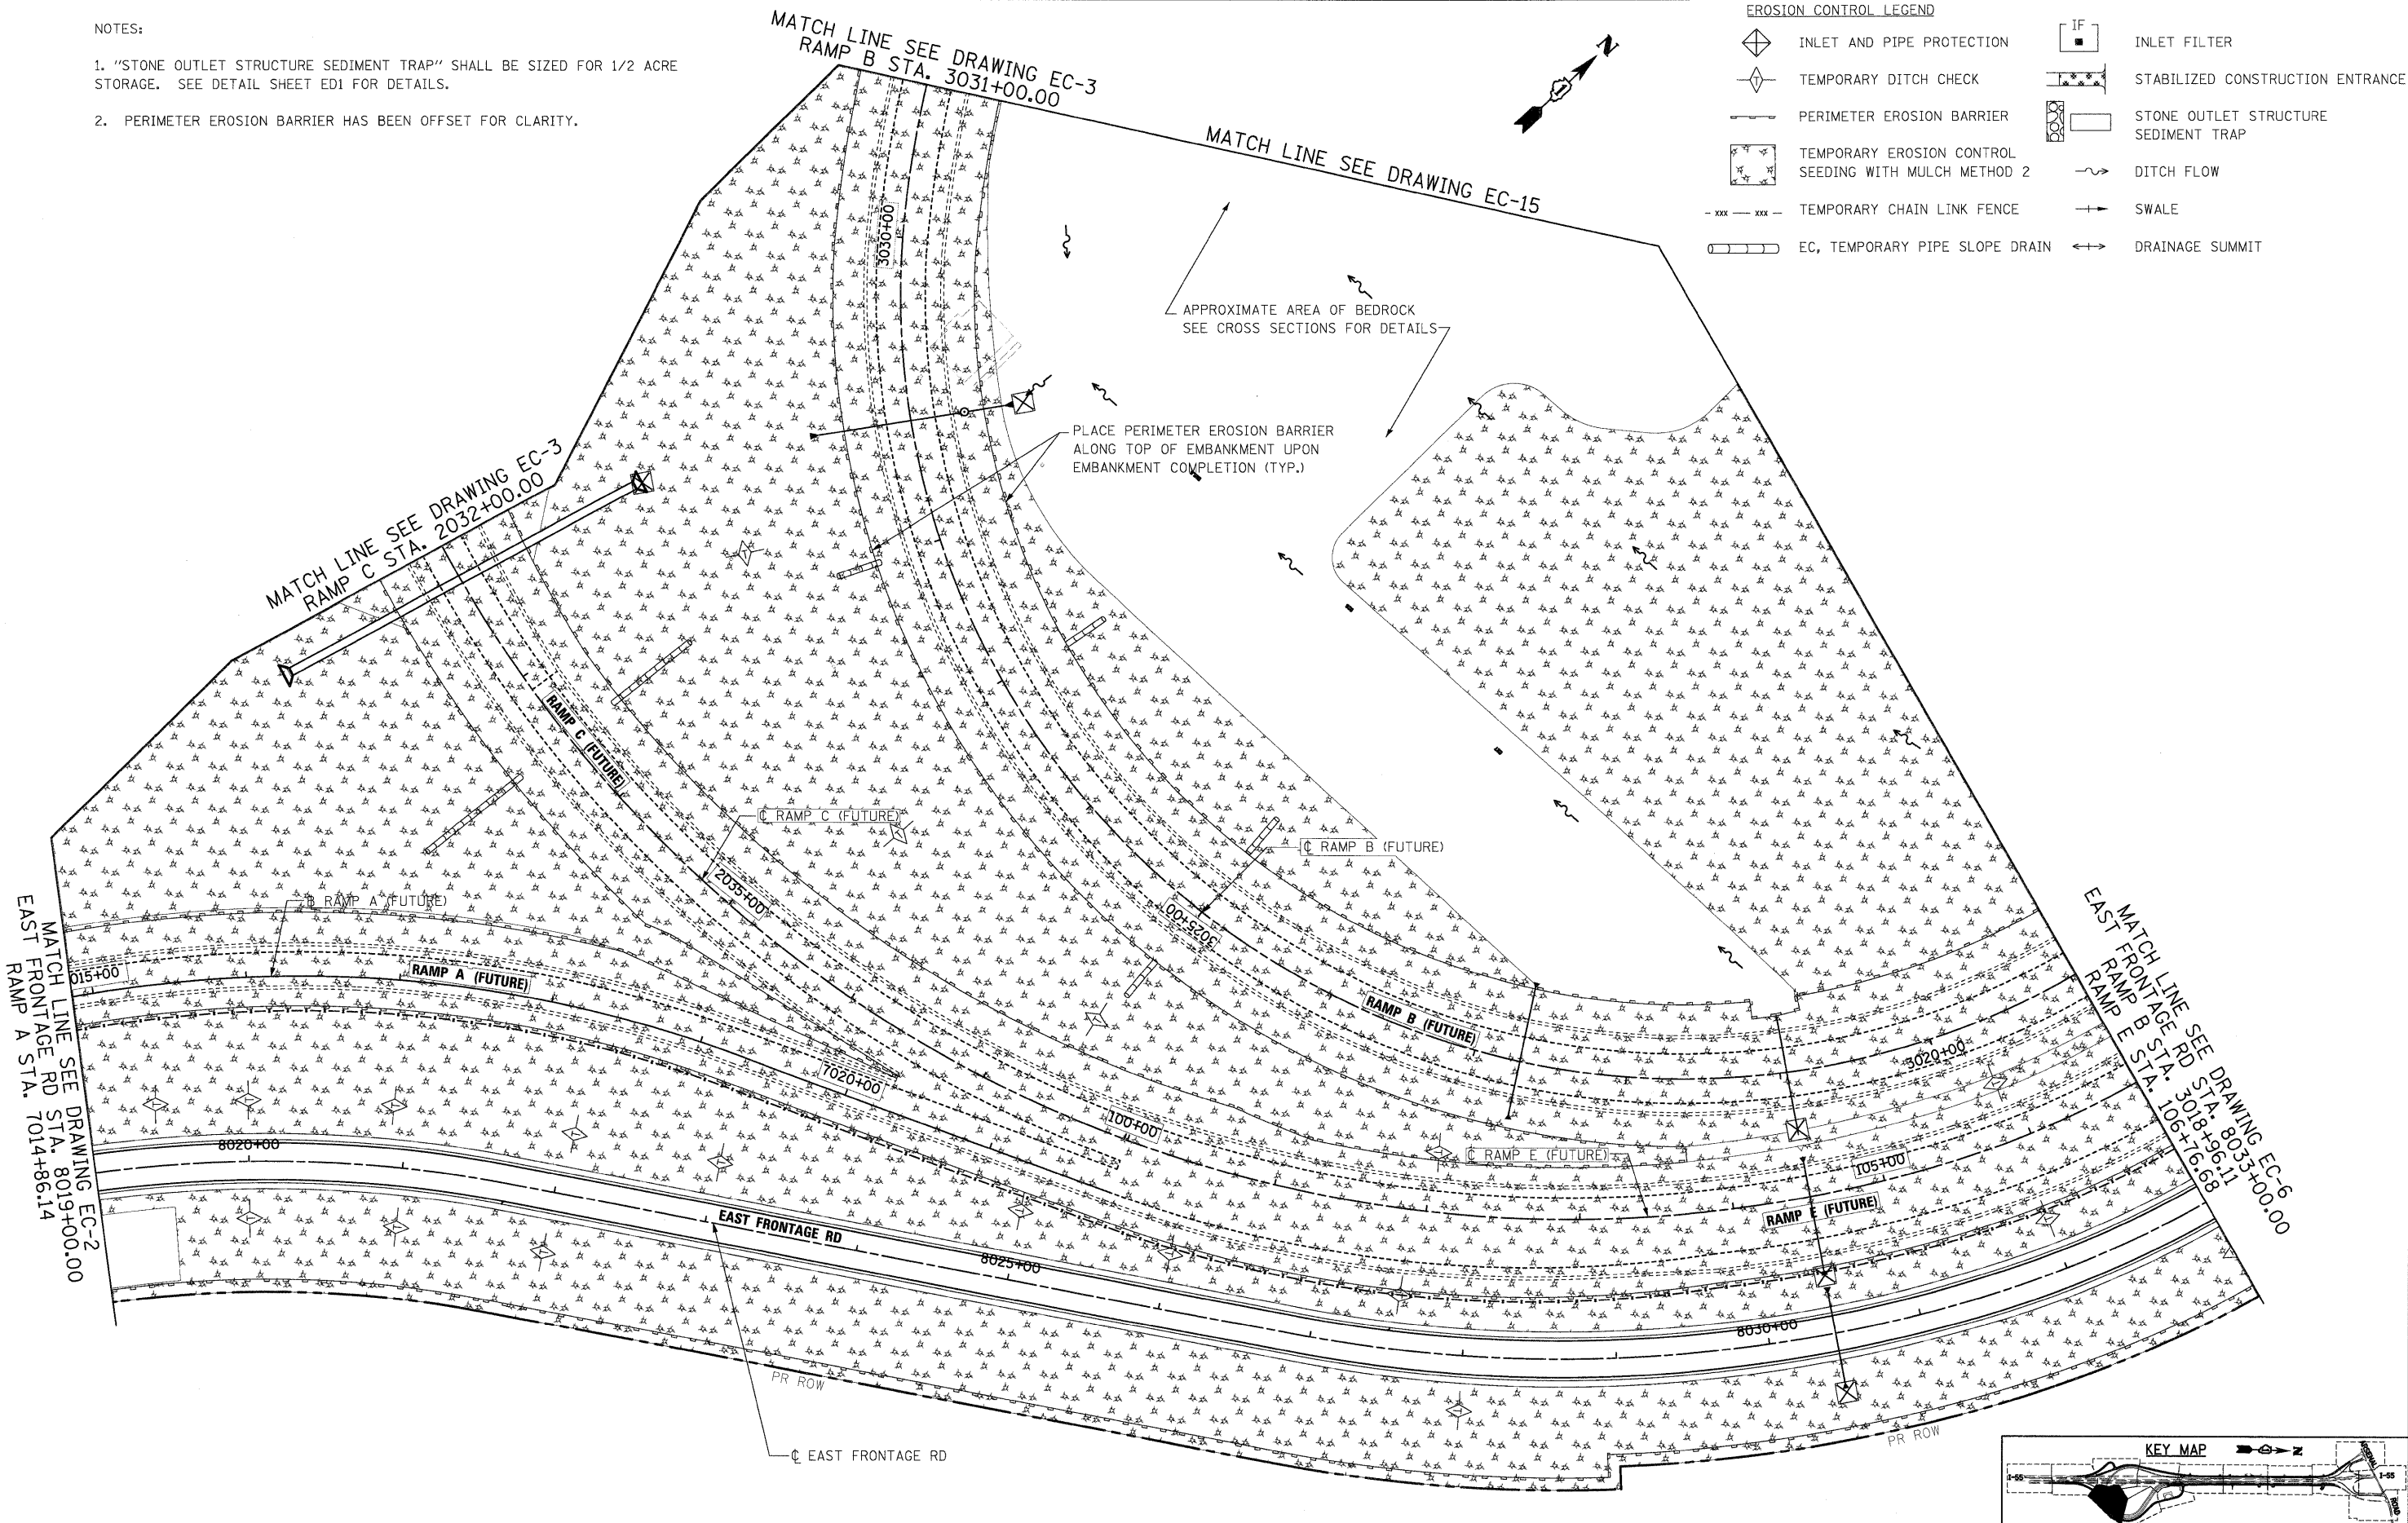 NOTES:
1. "STONE OUTLET STRUCTURE SEDIMENT TRAP" SHALL BE SIZED FOR 1/2 ACRE
STORAGE. SEE DETAIL SHEET ED1 FOR DETAILS.
2. PERIMETER EROSION BARRIER HAS BEEN OFFSET FOR CLARITY.
MATCH LINE SEE DRAWING EC-3
RAMP B STA. 3031+00.00
N
EROSION CONTROL LEGEND
INLET AND PIPE PROTECTION
TEMPORARY DITCH CHECK
PERIMETER EROSION BARRIER
TEMPORARY EROSION CONTROL
SEEDING WITH MULCH METHOD 2
- xxx — xxx — TEMPORARY CHAIN LINK FENCE
EC, TEMPORARY PIPE SLOPE DRAIN
IF
INLET FILTER
STABILIZED CONSTRUCTION ENTRANCE
STONE OUTLET STRUCTURE
SEDIMENT TRAP
DITCH FLOW
SWALE
DRAINAGE SUMMIT
MATCH LINE SEE DRAWING EC-15
3030+00
APPROXIMATE AREA OF BEDROCK
SEE CROSS SECTIONS FOR DETAILS
PLACE PERIMETER EROSION BARRIER
ALONG TOP OF EMBANKMENT UPON
EMBANKMENT COMPLETION (TYP.)
MATCH LINE SEE DRAWING EC-3
RAMP C STA. 2032+00.00
RAMP C (FUTURE)
℄ RAMP C (FUTURE)
2035+00
℄ RAMP B (FUTURE)
3025+00
RAMP A (FUTURE)
015+00
RAMP A (FUTURE)
RAMP B (FUTURE)
7020+00
100+00
3020+00
℄ RAMP E (FUTURE)
105+00
RAMP E (FUTURE)
8020+00
EAST FRONTAGE RD
8025+00
8030+00
MATCH LINE SEE DRAWING EC-2
EAST FRONTAGE RD STA. 8019+00.00
RAMP A STA. 7014+86.14
MATCH LINE SEE DRAWING EC-6
EAST FRONTAGE RD STA. 8033+00.00
RAMP B STA. 3018+96.11
RAMP E STA. 106+76.68
PR ROW
PR ROW
℄ EAST FRONTAGE RD
KEY MAP
N
I-55
I-55
ROAD